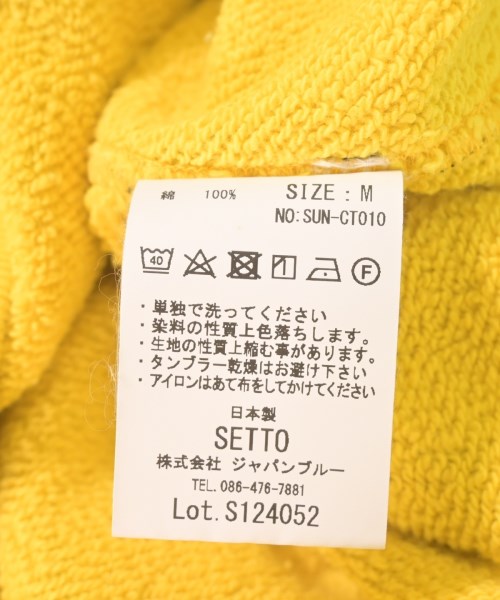 綿 100% SIZE : M
NO:SUN-CT010
40 F
・単独で洗ってください
・染料の性質上色落ちします。
・生地の性質上縮む事があります。
・タンブラー乾燥はお避け下さい
・アイロンはあて布をしてかけてください
日本製
SETTO
株式会社 ジャパンブルー
TEL. 086-476-7881
Lot. S124052